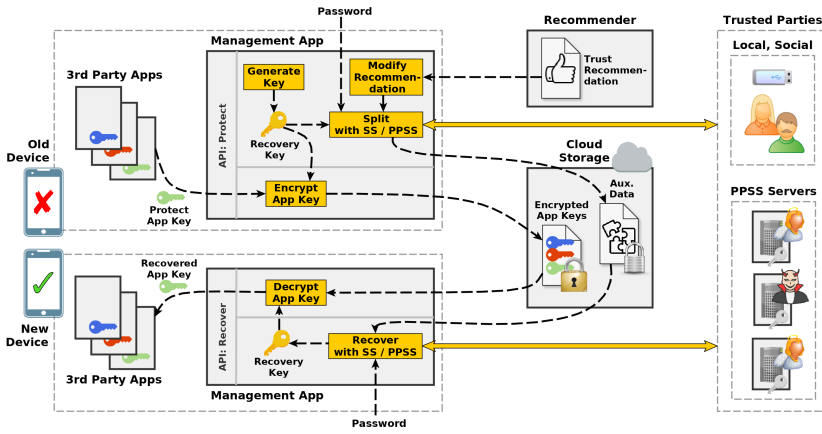 Password
Recommender
Trusted Parties
Management App
Local, Social
3rd Party Apps
Generate
Key
Modify
Recommen-
dation
Trust
Recommen-
dation
API: Protect
Split
with SS / PPSS
Recovery
Key
Old
Device
Cloud
Storage
Encrypt
App Key
Protect
App Key
Aux.
Data
Encrypted
App Keys
PPSS Servers
Recovered
App Key
Decrypt
App Key
API: Recover
New
Device
Recover
with SS / PPSS
Recovery
Key
3rd Party Apps
Management App
Password